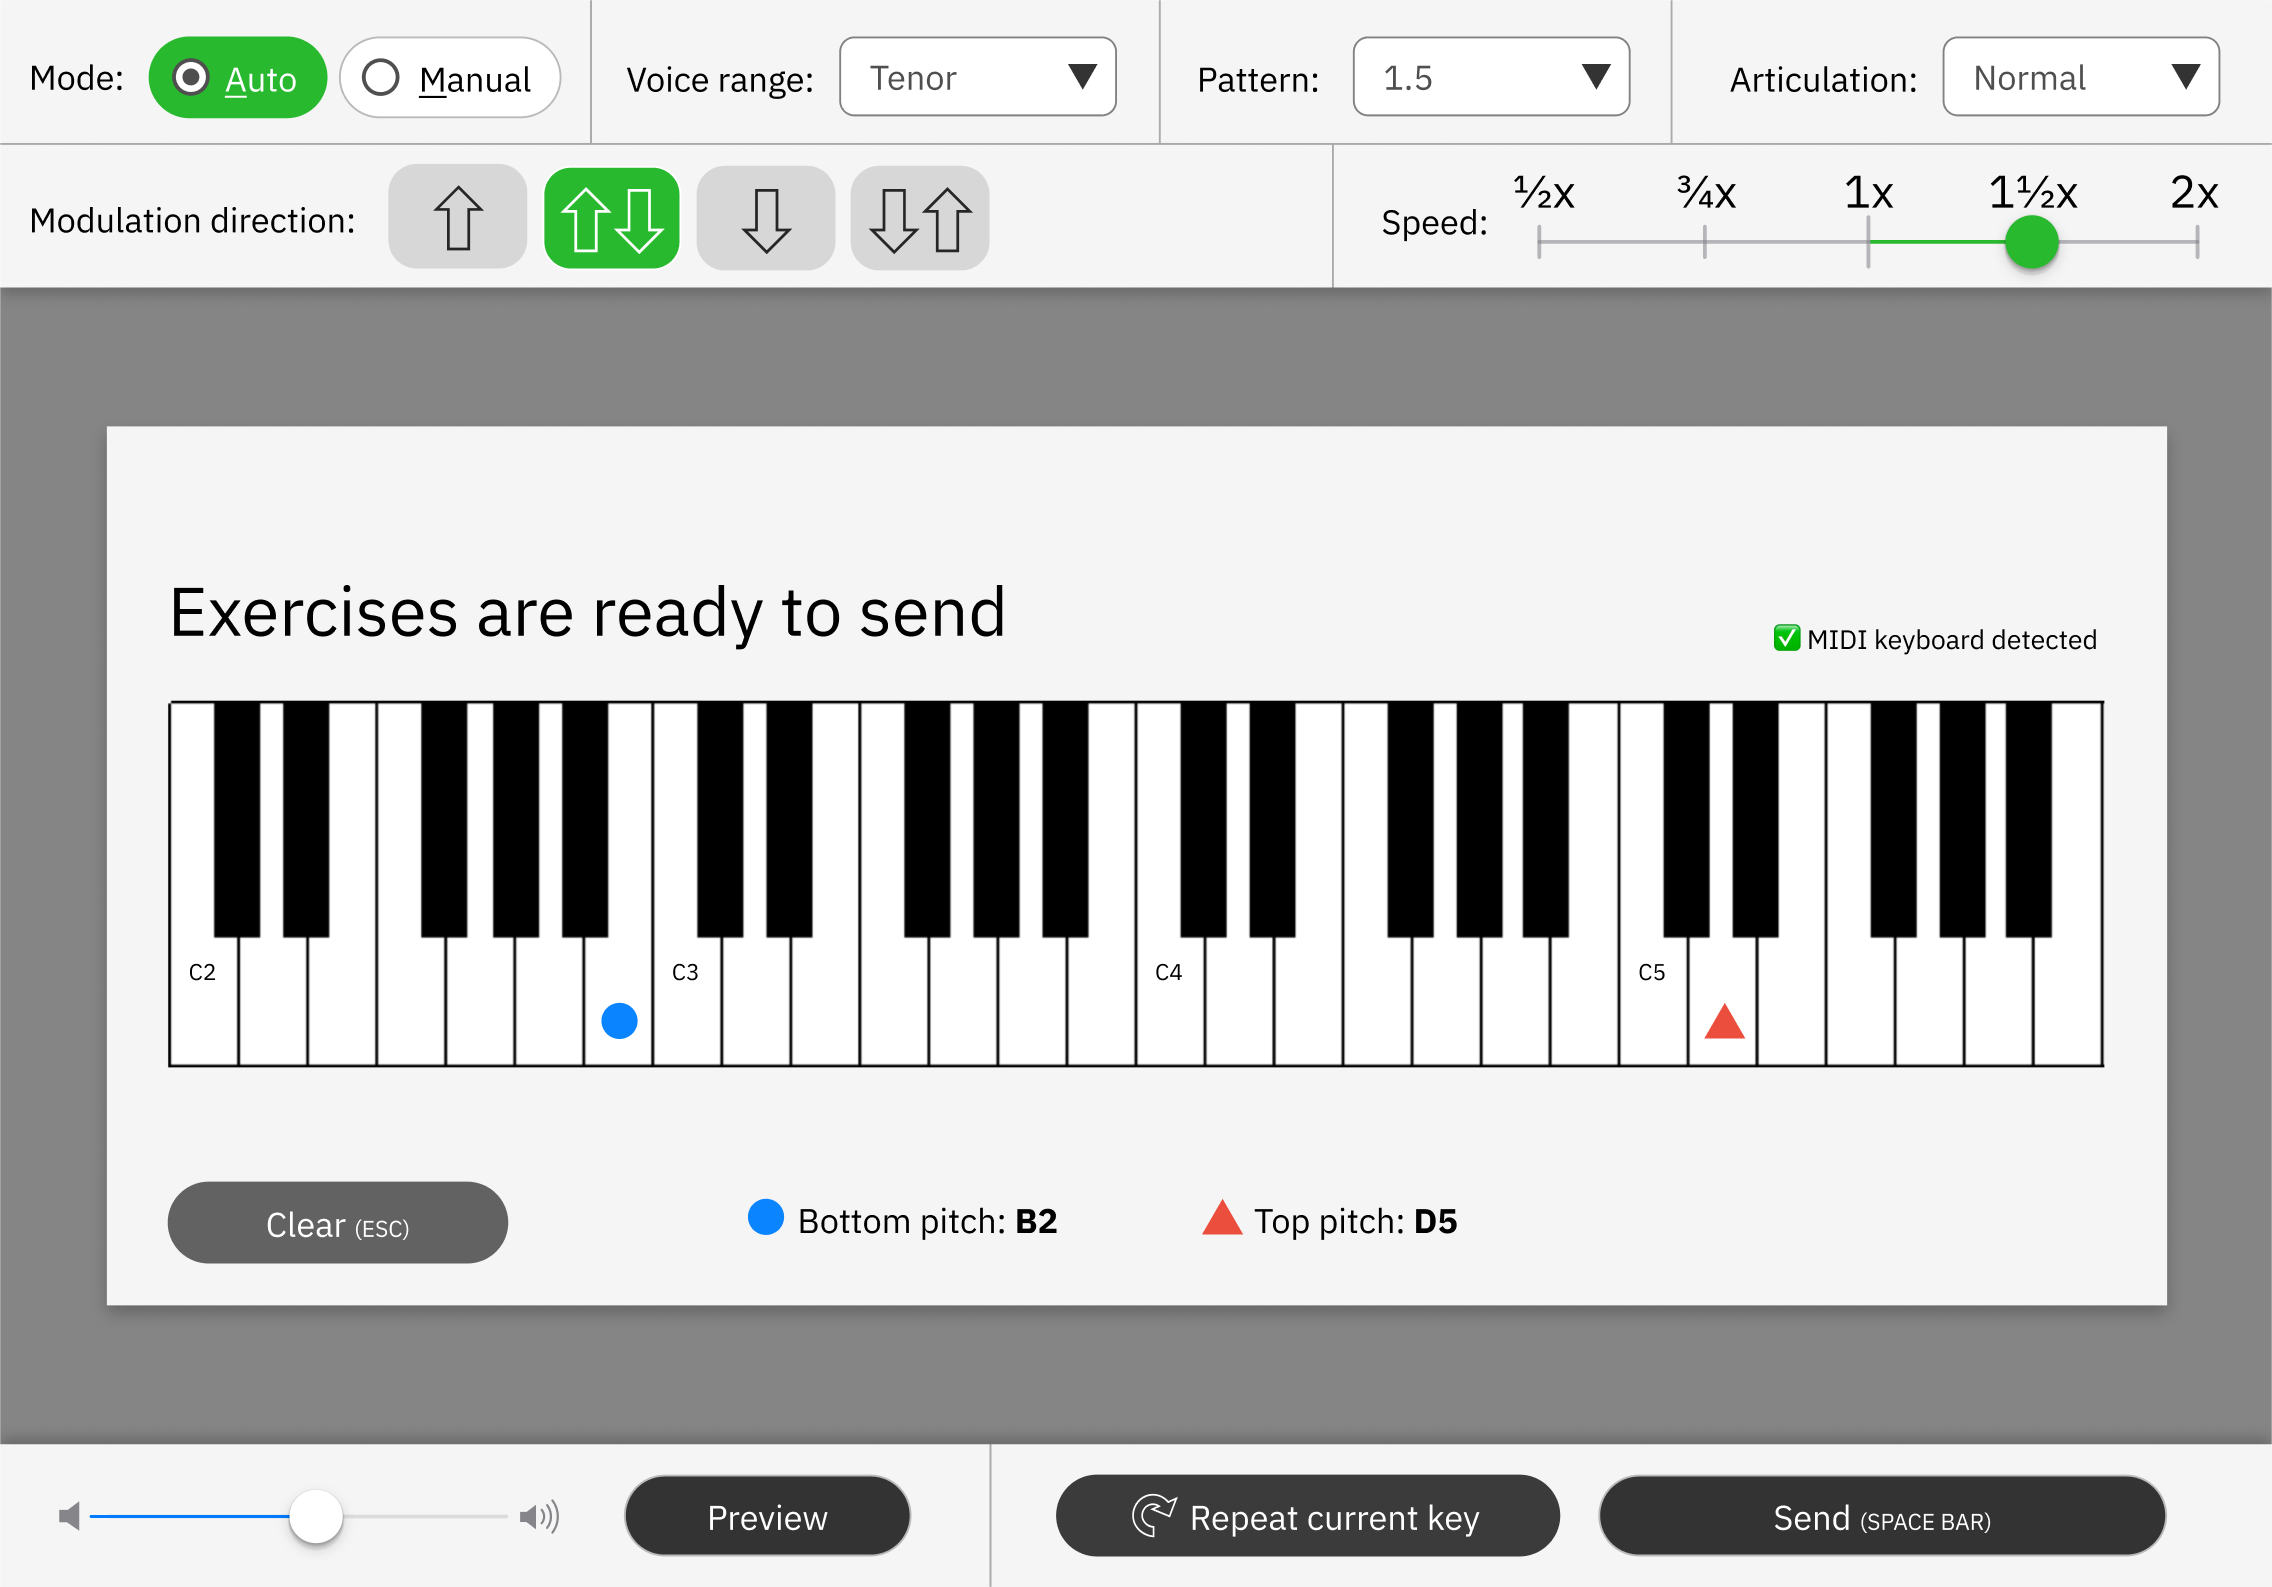 Mode: Auto Manual Voice range: Tenor Pattern: 1.5 Articulation: Normal
Modulation direction: Speed: ½x ¾x 1x 1½x 2x
Exercises are ready to send
MIDI keyboard detected
C2 C3 C4 C5
Clear (ESC) Bottom pitch: B2 Top pitch: D5
Preview Repeat current key Send (SPACE BAR)